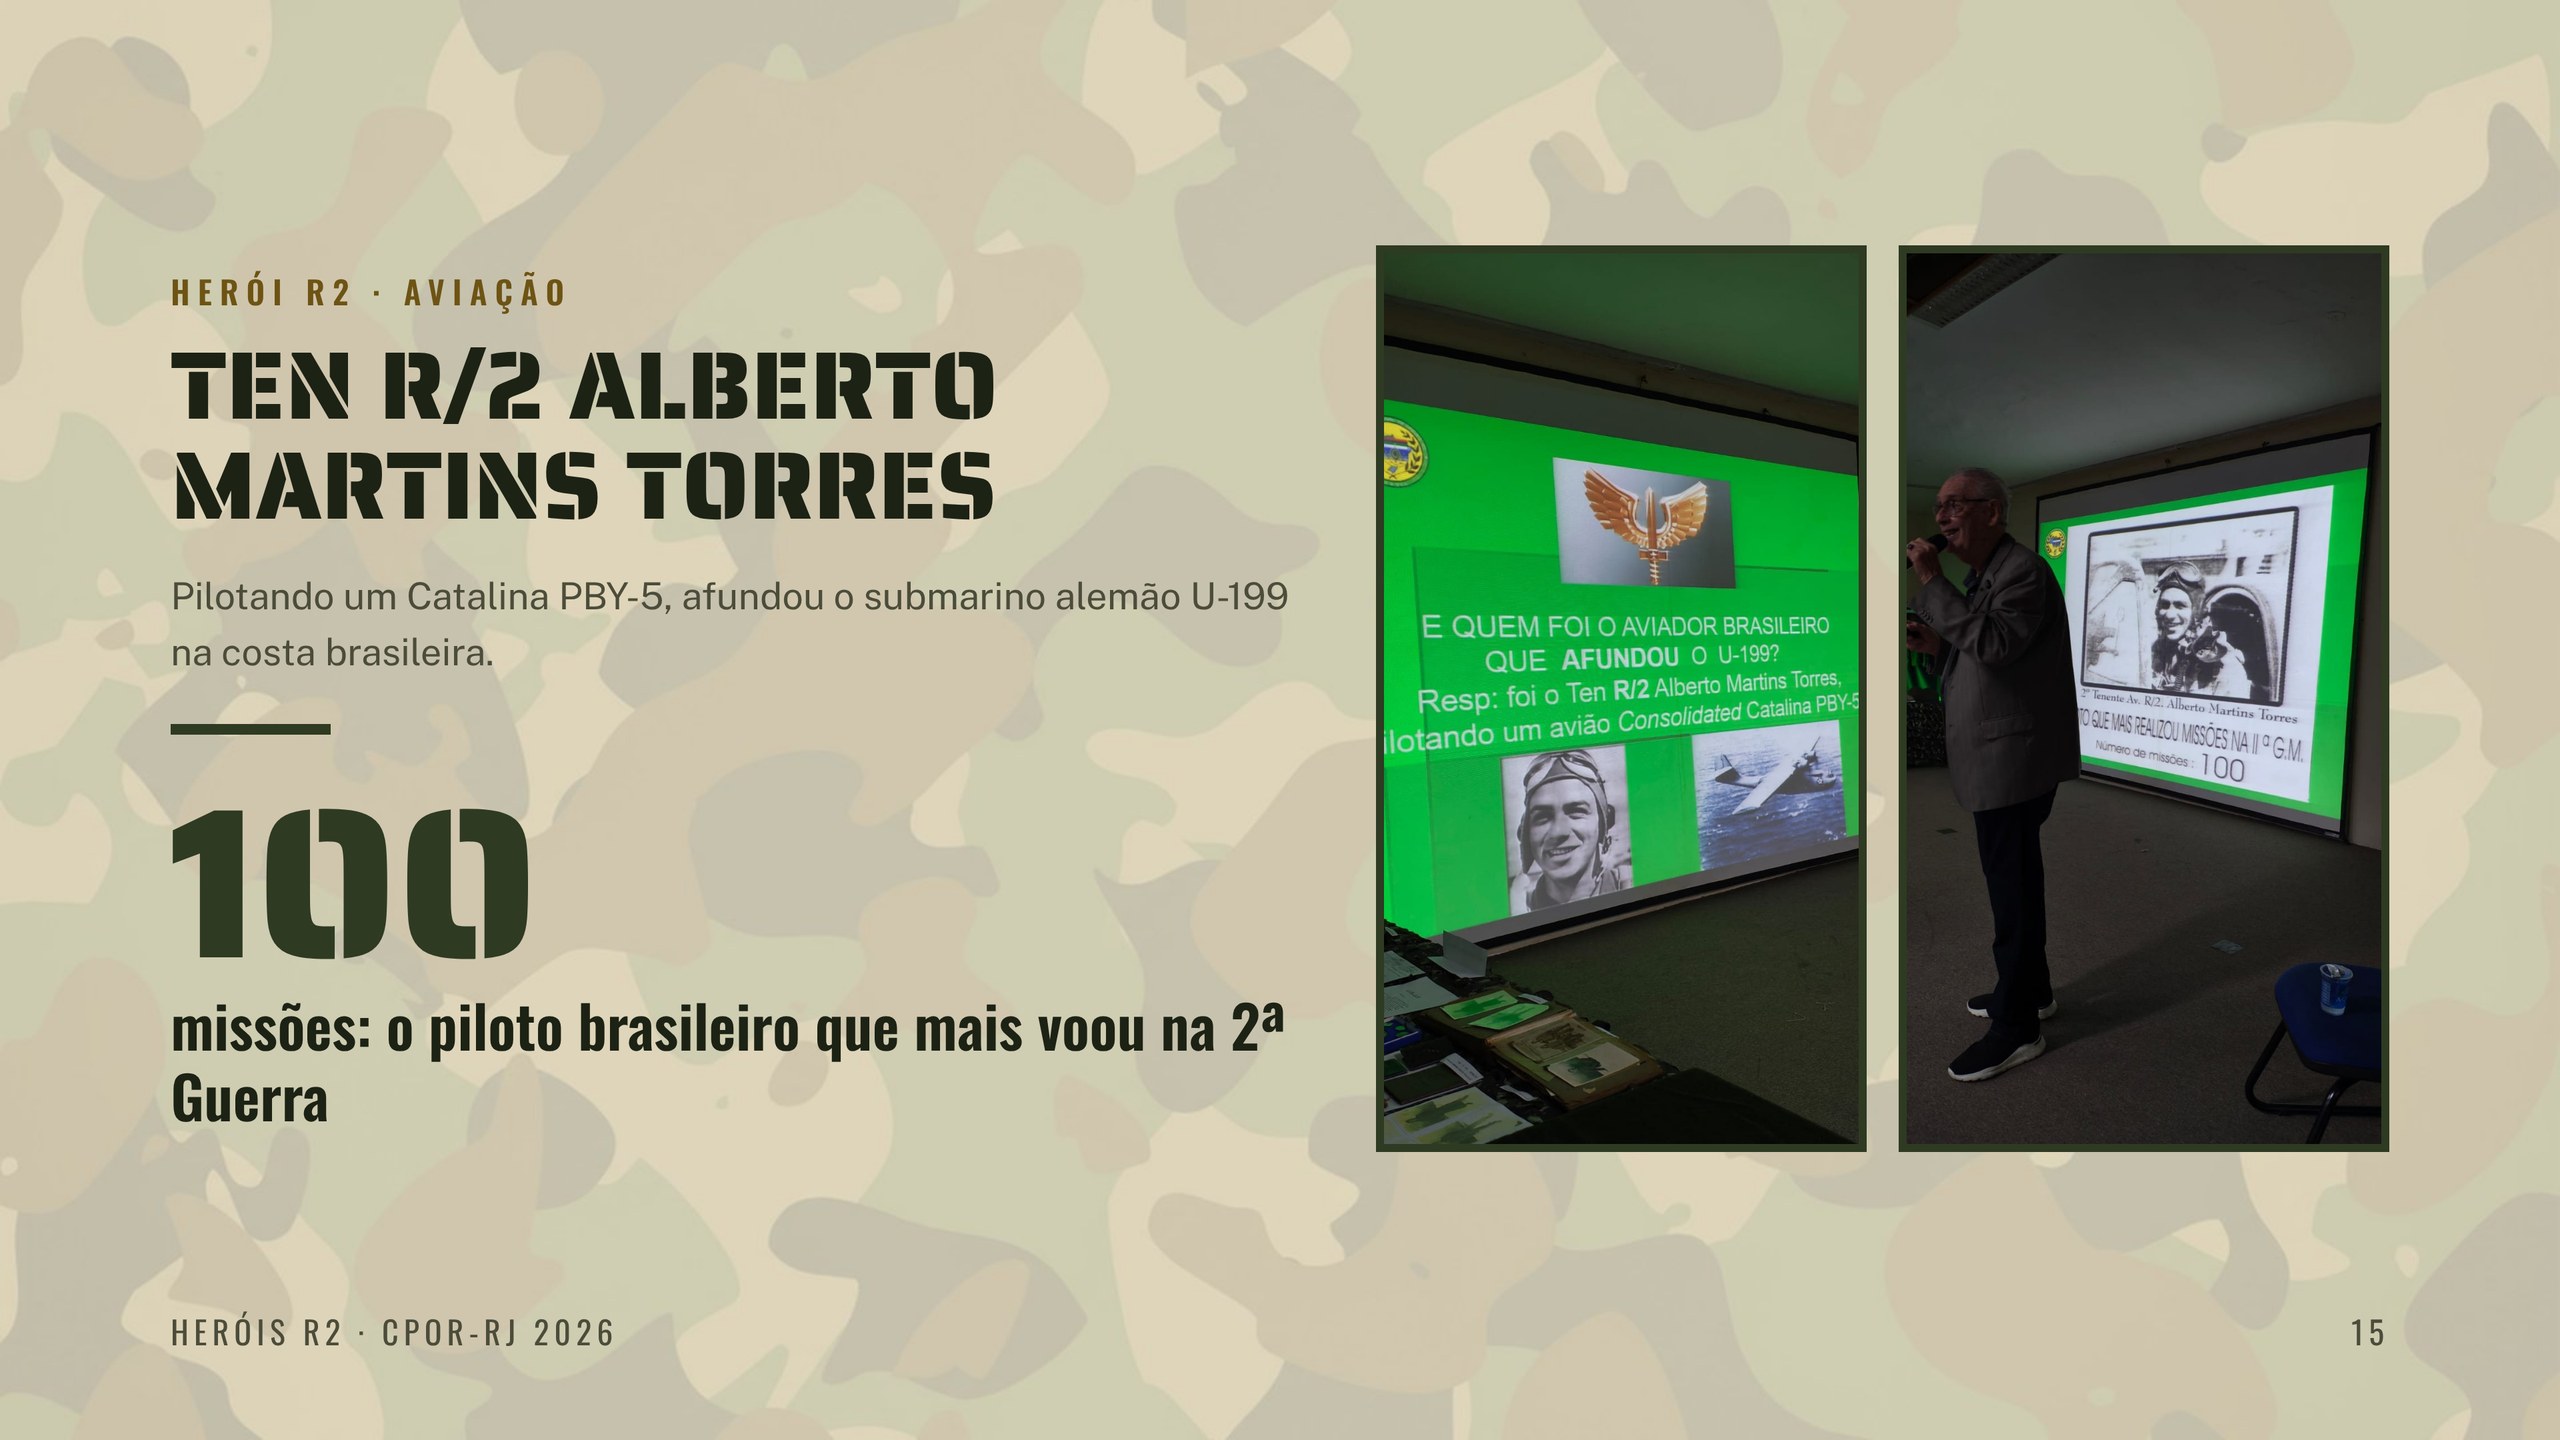 HERÓI R2 · AVIAÇÃO
TEN R/2 ALBERTO
MARTINS TORRES
Pilotando um Catalina PBY-5, afundou o submarino alemão U-199
na costa brasileira.
100
missões: o piloto brasileiro que mais voou na 2ª
Guerra
E QUEM FOI O AVIADOR BRASILEIRO
QUE AFUNDOU O U-199?
Resp: foi o Ten R/2 Alberto Martins Torres,
ilotando um avião Consolidated Catalina PBY-5
2º Tenente Av. R/2. Alberto Martins Torres
TO QUE MAIS REALIZOU MISSÕES NA II ª G.M.
Número de missões : 100
HERÓIS R2 · CPOR-RJ 2026
15